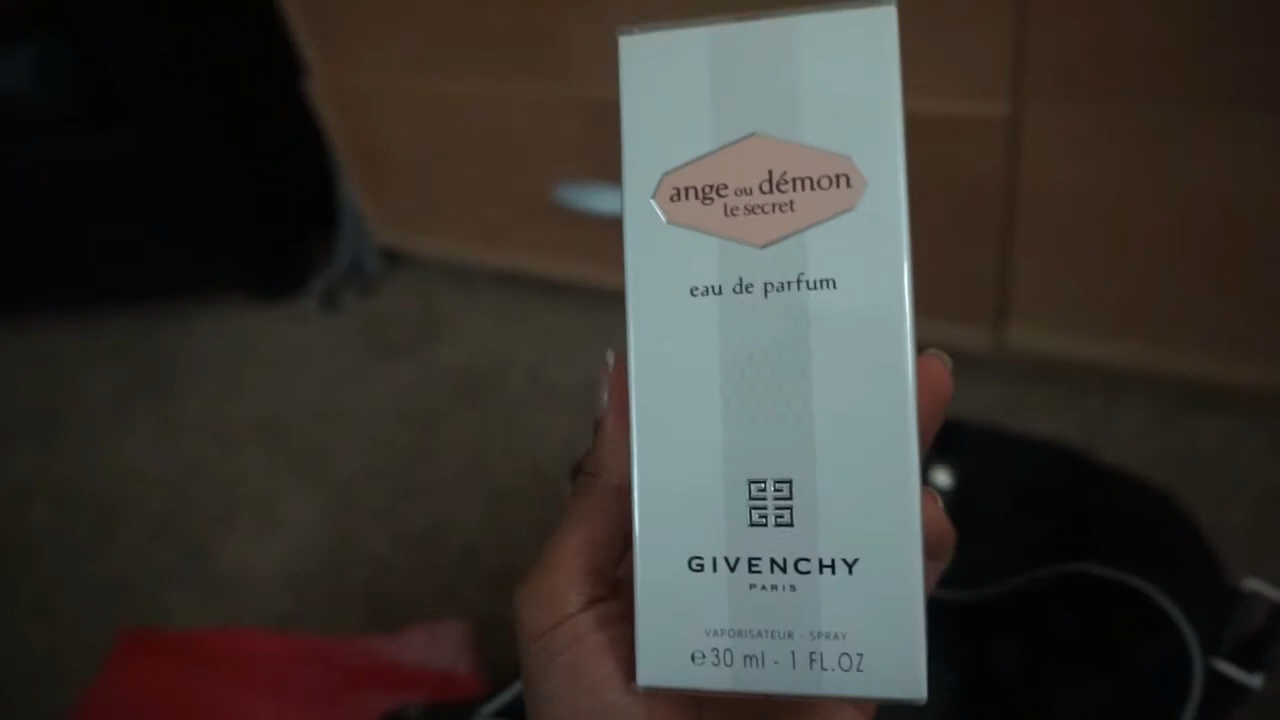 ange ou démon
le secret
eau de parfum
GIVENCHY
PARIS
VAPORISATEUR - SPRAY
℮30 ml - 1 FL.OZ